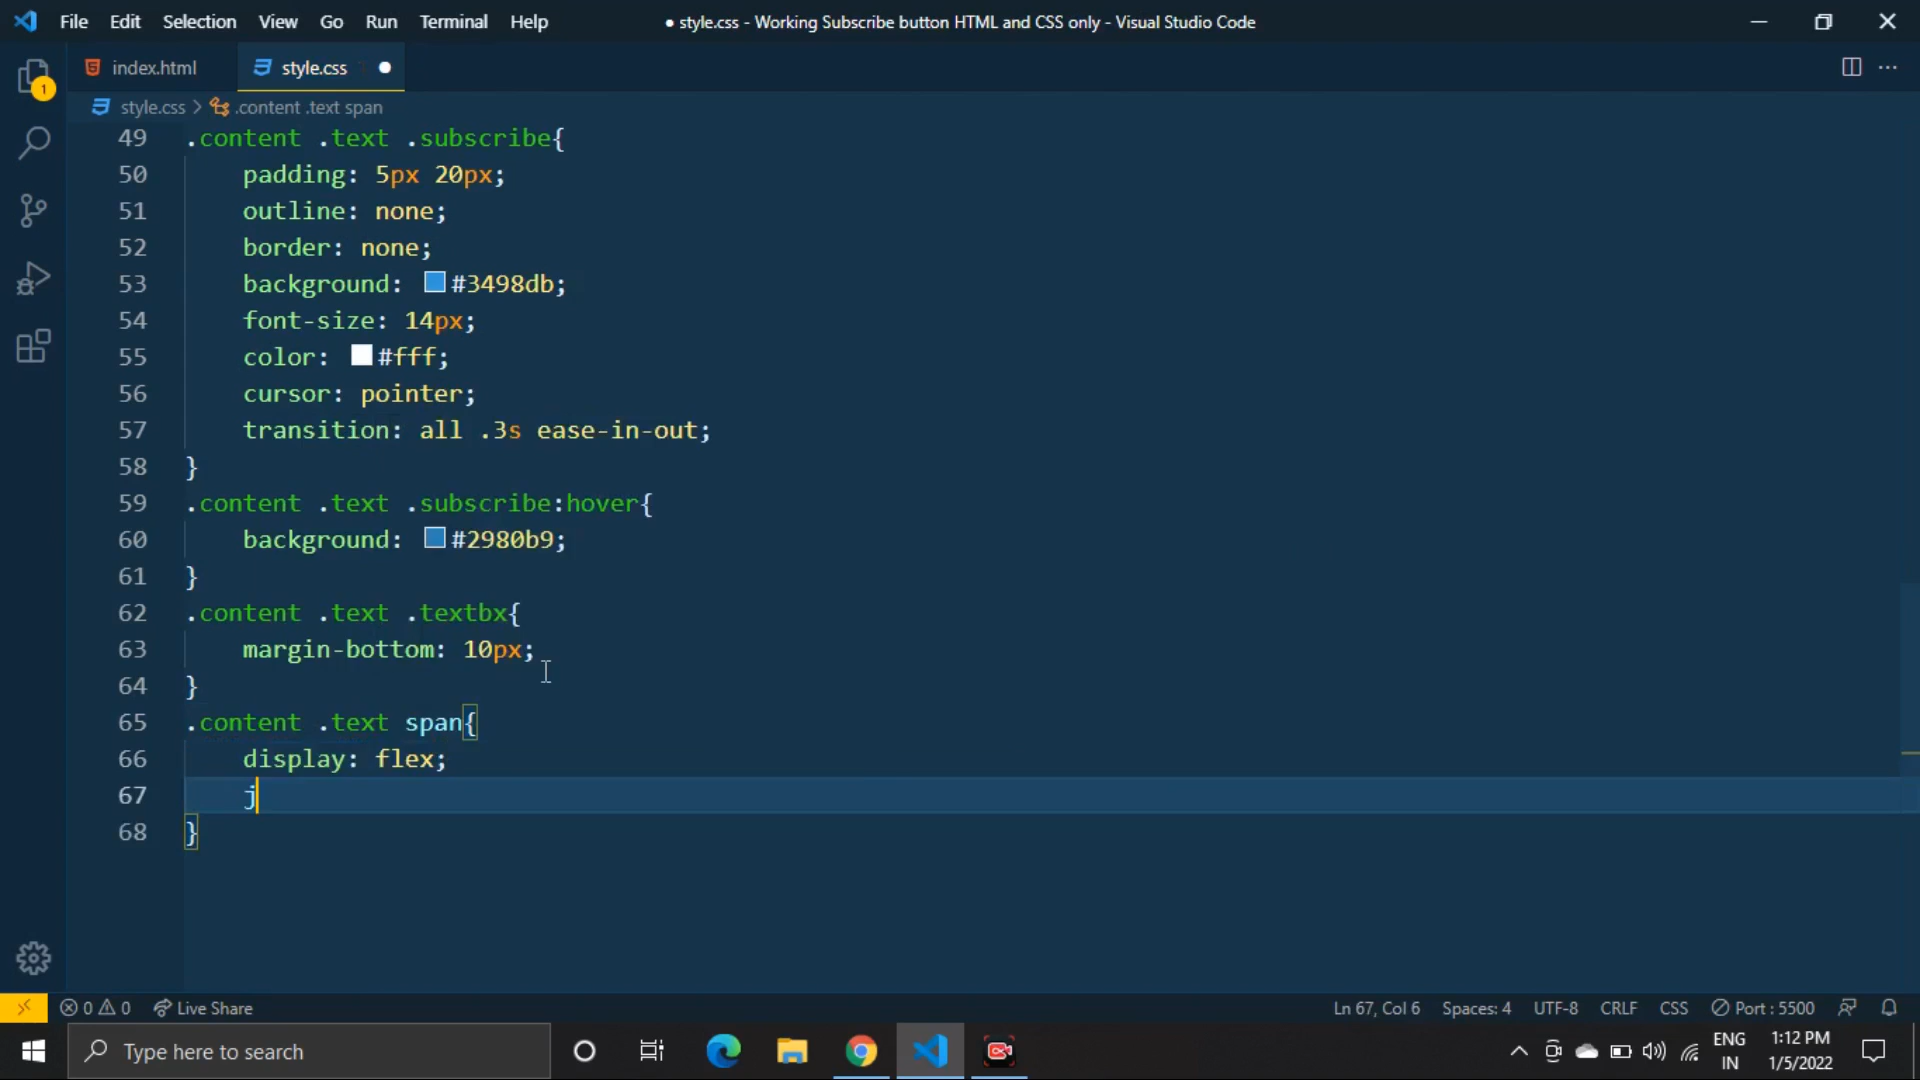 File Edit Selection View Go Run Terminal Help ● style.css - Working Subscribe button HTML and CSS only - Visual Studio Code
index.html style.css ●
style.css > .content .text span
49 .content .text .subscribe{
50 padding: 5px 20px;
51 outline: none;
52 border: none;
53 background: #3498db;
54 font-size: 14px;
55 color: #fff;
56 cursor: pointer;
57 transition: all .3s ease-in-out;
58 }
59 .content .text .subscribe:hover{
60 background: #2980b9;
61 }
62 .content .text .textbx{
63 margin-bottom: 10px;
64 }
65 .content .text span{
66 display: flex;
67 j
68 }
1
0 0 Live Share Ln 67, Col 6 Spaces: 4 UTF-8 CRLF CSS Port : 5500
Type here to search
ENG
IN
1:12 PM
1/5/2022